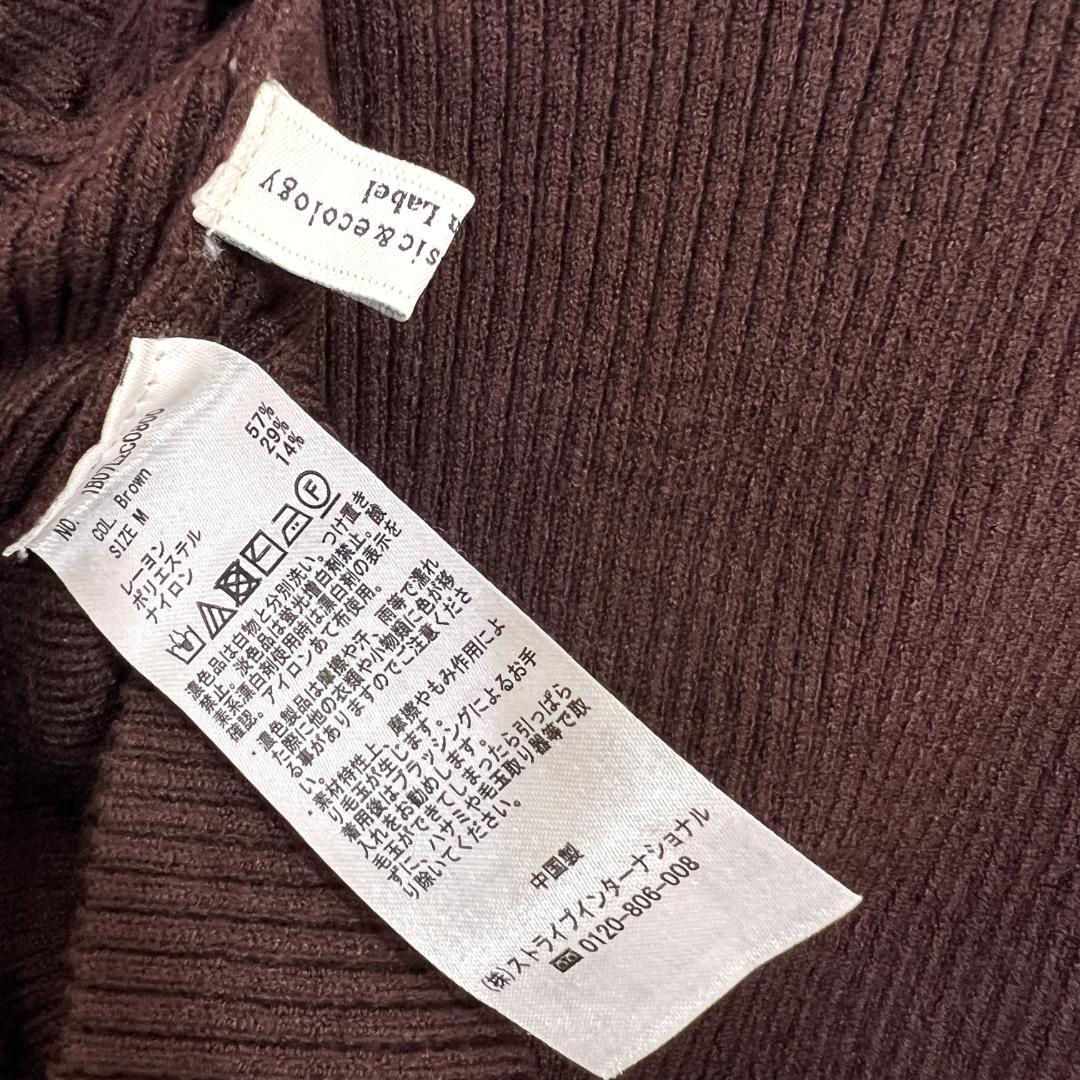 sic&ecology
a Label
COL. Brown
SIZE M
レーヨン 57%
ポリエステル 29%
ナイロン 14%
F
濃色品は白物と分別洗い。つけ置き
禁止。淡色品は蛍光増白剤禁止。酸
素系漂白剤使用時は漂白剤の表示を
確認。アイロンあて布使用。
・濃色製品は摩擦や汗、雨等で濡れ
た際に他の衣類や小物類に色が移
る事がありますのでご注意くださ
い。
・素材特性上、摩擦やもみ作用によ
り毛玉が生じます。
着用後はブラッシングによるお手
入れをお勧めします。
毛玉ができてしまったら引っぱら
ずに、ハサミや毛玉取り器等で取
り除いてください。
中国製
(株)ストライプインターナショナル
0120-806-008